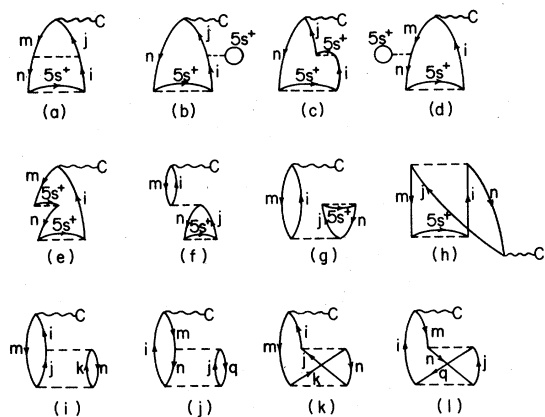 C C C C
m j j 5s+ j 5s+ 5s+ m j
n 5s+ i n 5s+ i n 5s+ i n 5s+ i
(a) (b) (c) (d)
C C C
m 5s+ i m i m i m j i n
n 5s+ n 5s+ j j 5s+ n 5s+ C
(e) (f) (g) (h)
C C C C
i m i m
m j k n i n j q m j k n i n q j
(i) (j) (k) (l)